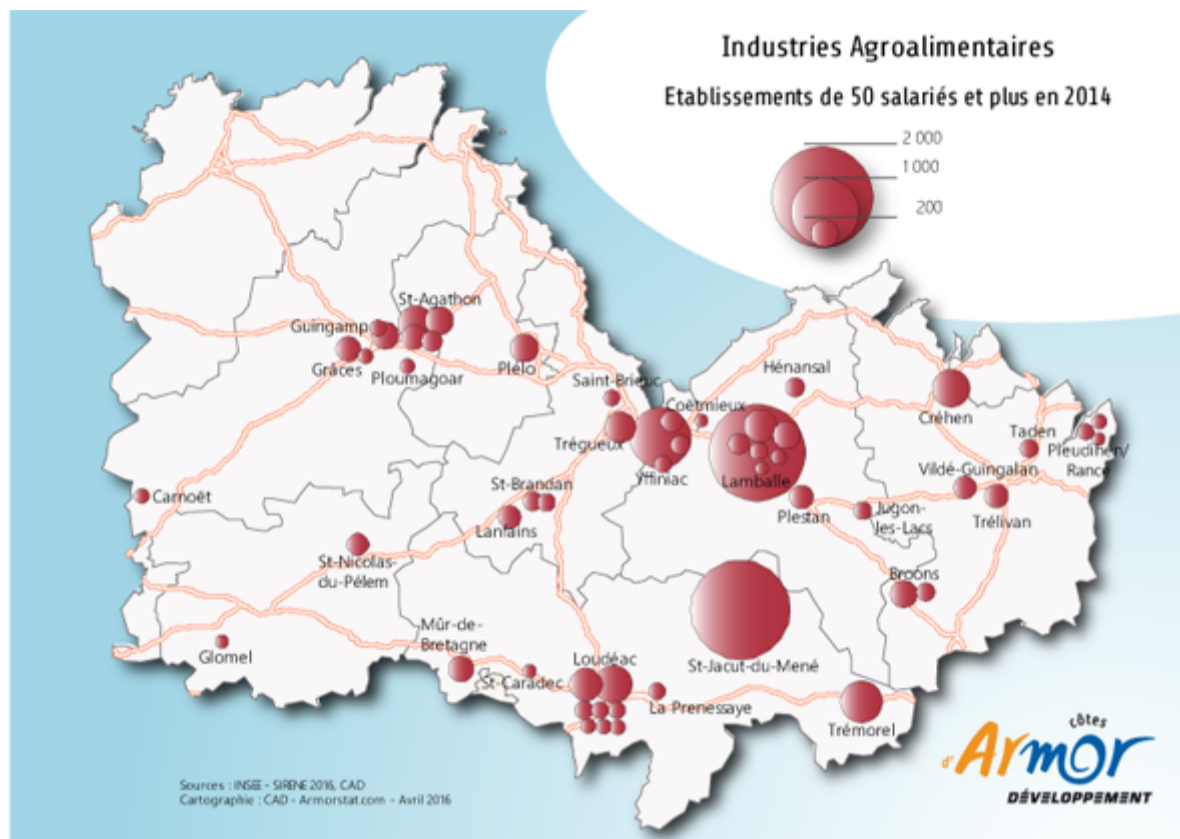 Industries Agroalimentaires
Etablissements de 50 salariés et plus en 2014
2 000
1 000
200
St-Agathon
Guingamp
Grâces
Ploumagoar
Plélo
Saint-Brieuc
Hénansal
Coëtmieux
Créhen
Trégueux
Yffiniac
Lamballe
Taden
Pleudihen/
Rance
Vildé-Guingalan
Trélivan
Plestan
Jugon-
les-Lacs
Carnoët
St-Brandan
Lanfains
St-Nicolas-
du-Pélem
Broons
Mûr-de-
Bretagne
Glomel
St-Caradec
Loudéac
St-Jacut-du-Mené
La Prenessaye
Trémorel
Sources : INSEE - SIRENE 2016, CAD
Cartographie : CAD - Armorstat.com - Avril 2016
côtes
d'Armor
DÉVELOPPEMENT